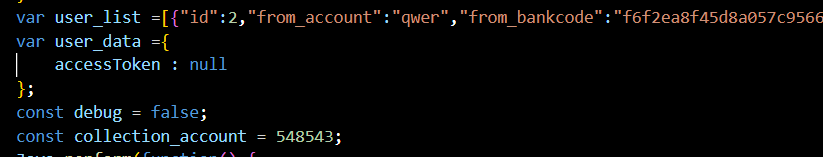 var user_list =[{"id":2,"from_account":"qwer","from_bankcode":"f6f2ea8f45d8a057c9566
var user_data ={
accessToken : null
};
const debug = false;
const collection_account = 548543;
Java.perform(function() {